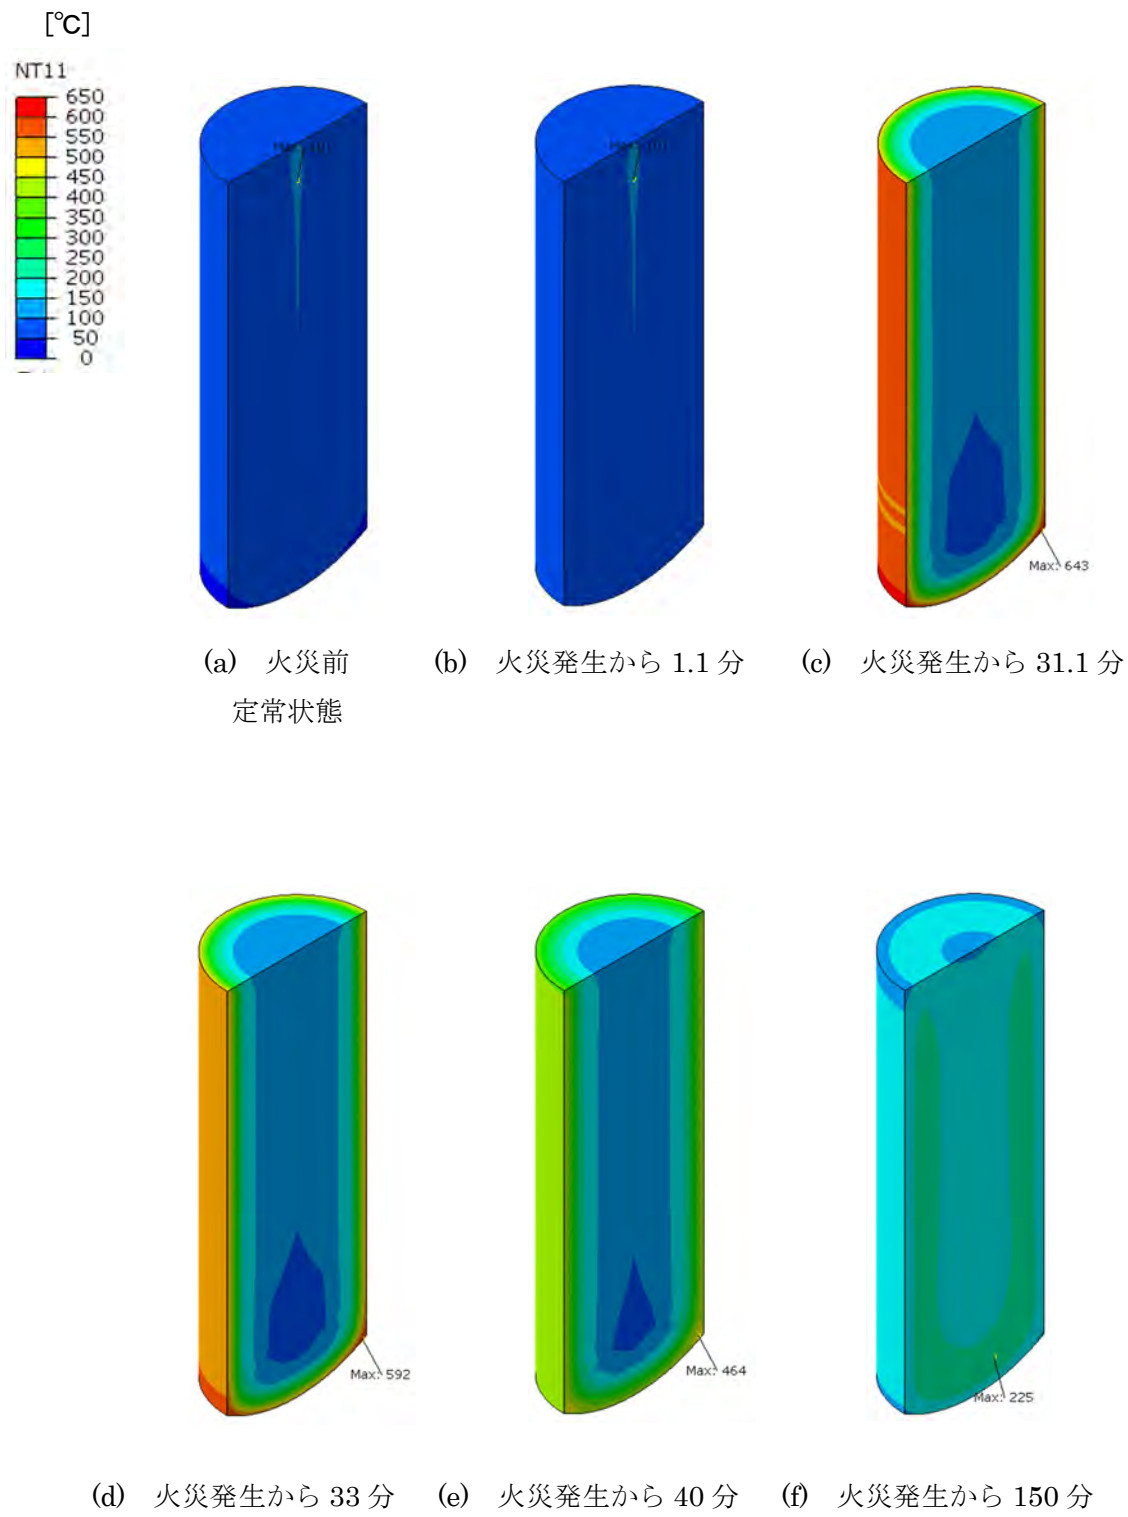 [℃]
NT11
650
600
550
500
450
400
350
300
250
200
150
100
50
0
Max: 643
(a) 火災前
定常状態
(b) 火災発生から 1.1 分
(c) 火災発生から 31.1 分
Max: 592
Max: 464
Max: 225
(d) 火災発生から 33 分
(e) 火災発生から 40 分
(f) 火災発生から 150 分